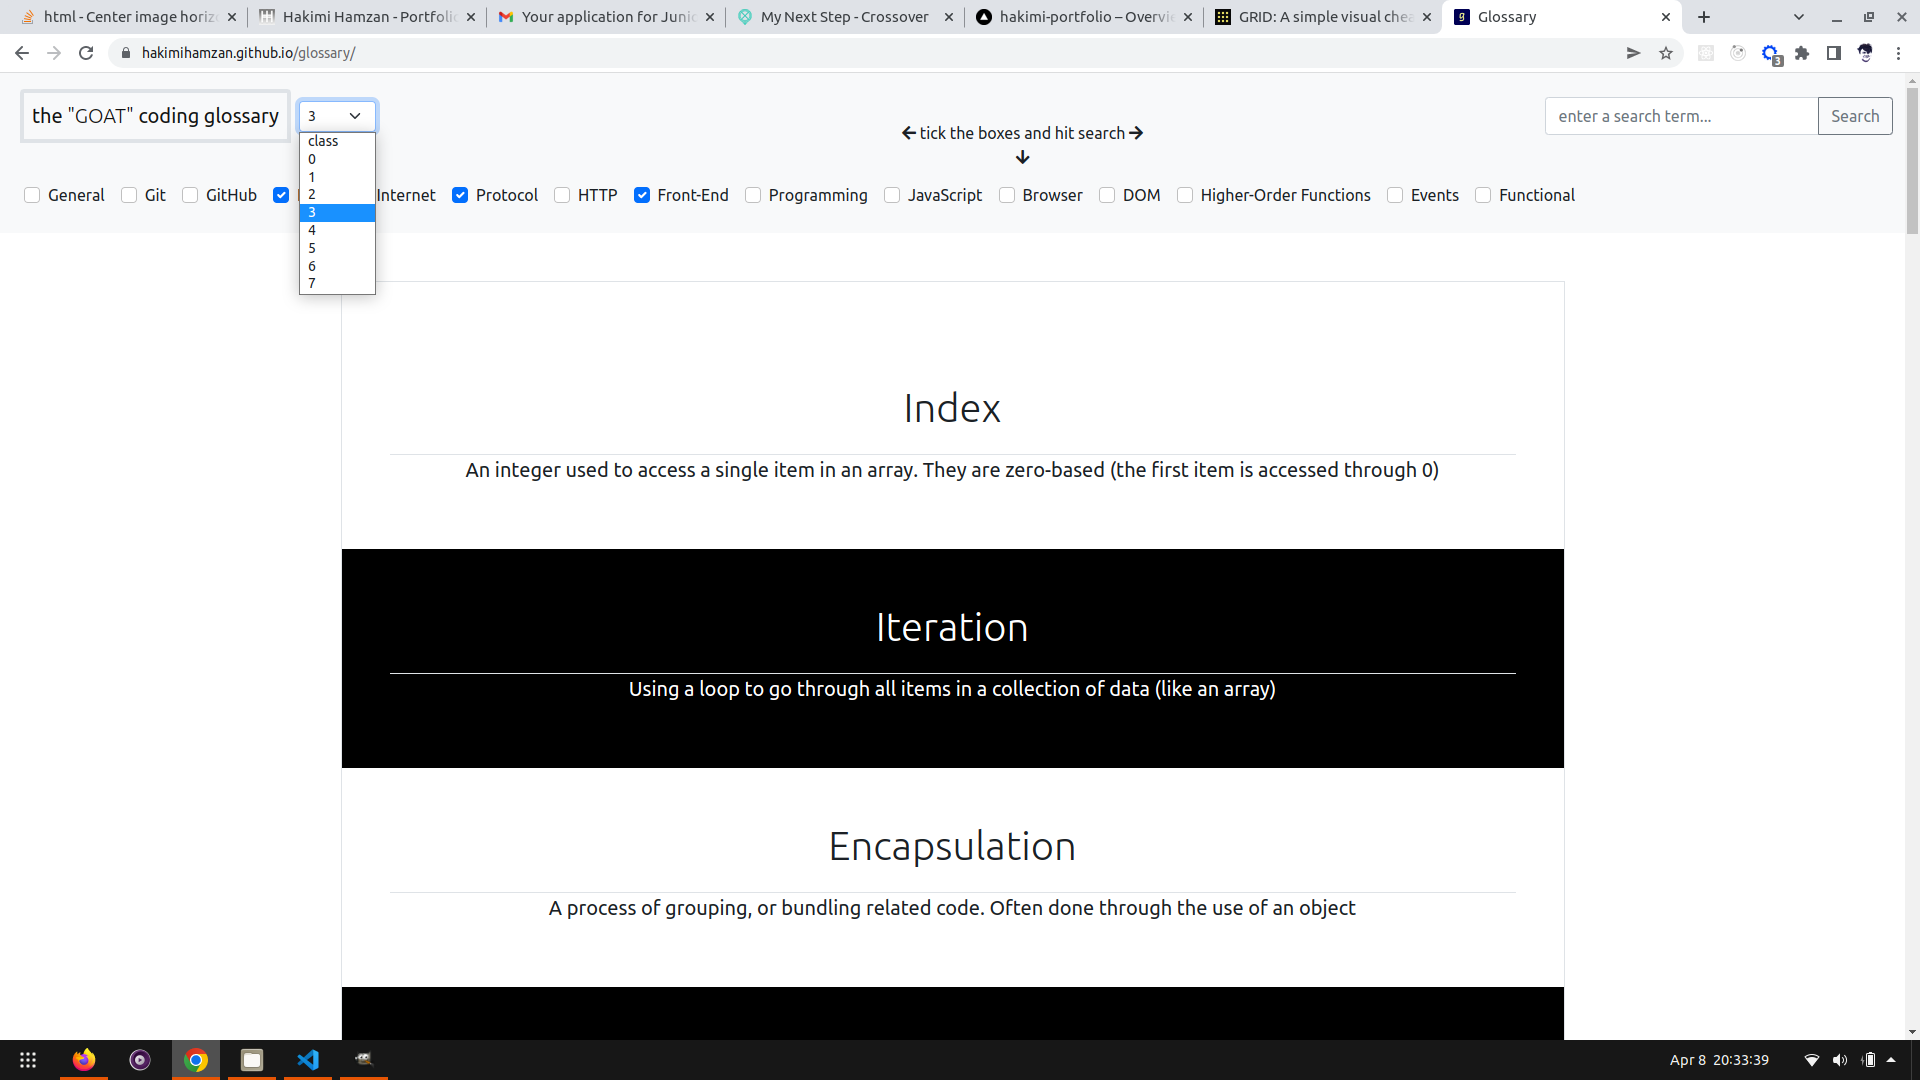 html - Center image horiz
Hakimi Hamzan - Portfolio
Your application for Junio
My Next Step - Crossover
hakimi-portfolio – Overvie
GRID: A simple visual chea
Glossary
hakimihamzan.github.io/glossary/
3
the "GOAT" coding glossary
3
class
0
1
2
3
4
5
6
7
tick the boxes and hit search
enter a search term...
Search
General
Git
GitHub
Internet
Protocol
HTTP
Front-End
Programming
JavaScript
Browser
DOM
Higher-Order Functions
Events
Functional
Index
An integer used to access a single item in an array. They are zero-based (the first item is accessed through 0)
Iteration
Using a loop to go through all items in a collection of data (like an array)
Encapsulation
A process of grouping, or bundling related code. Often done through the use of an object
Apr 8 20:33:39